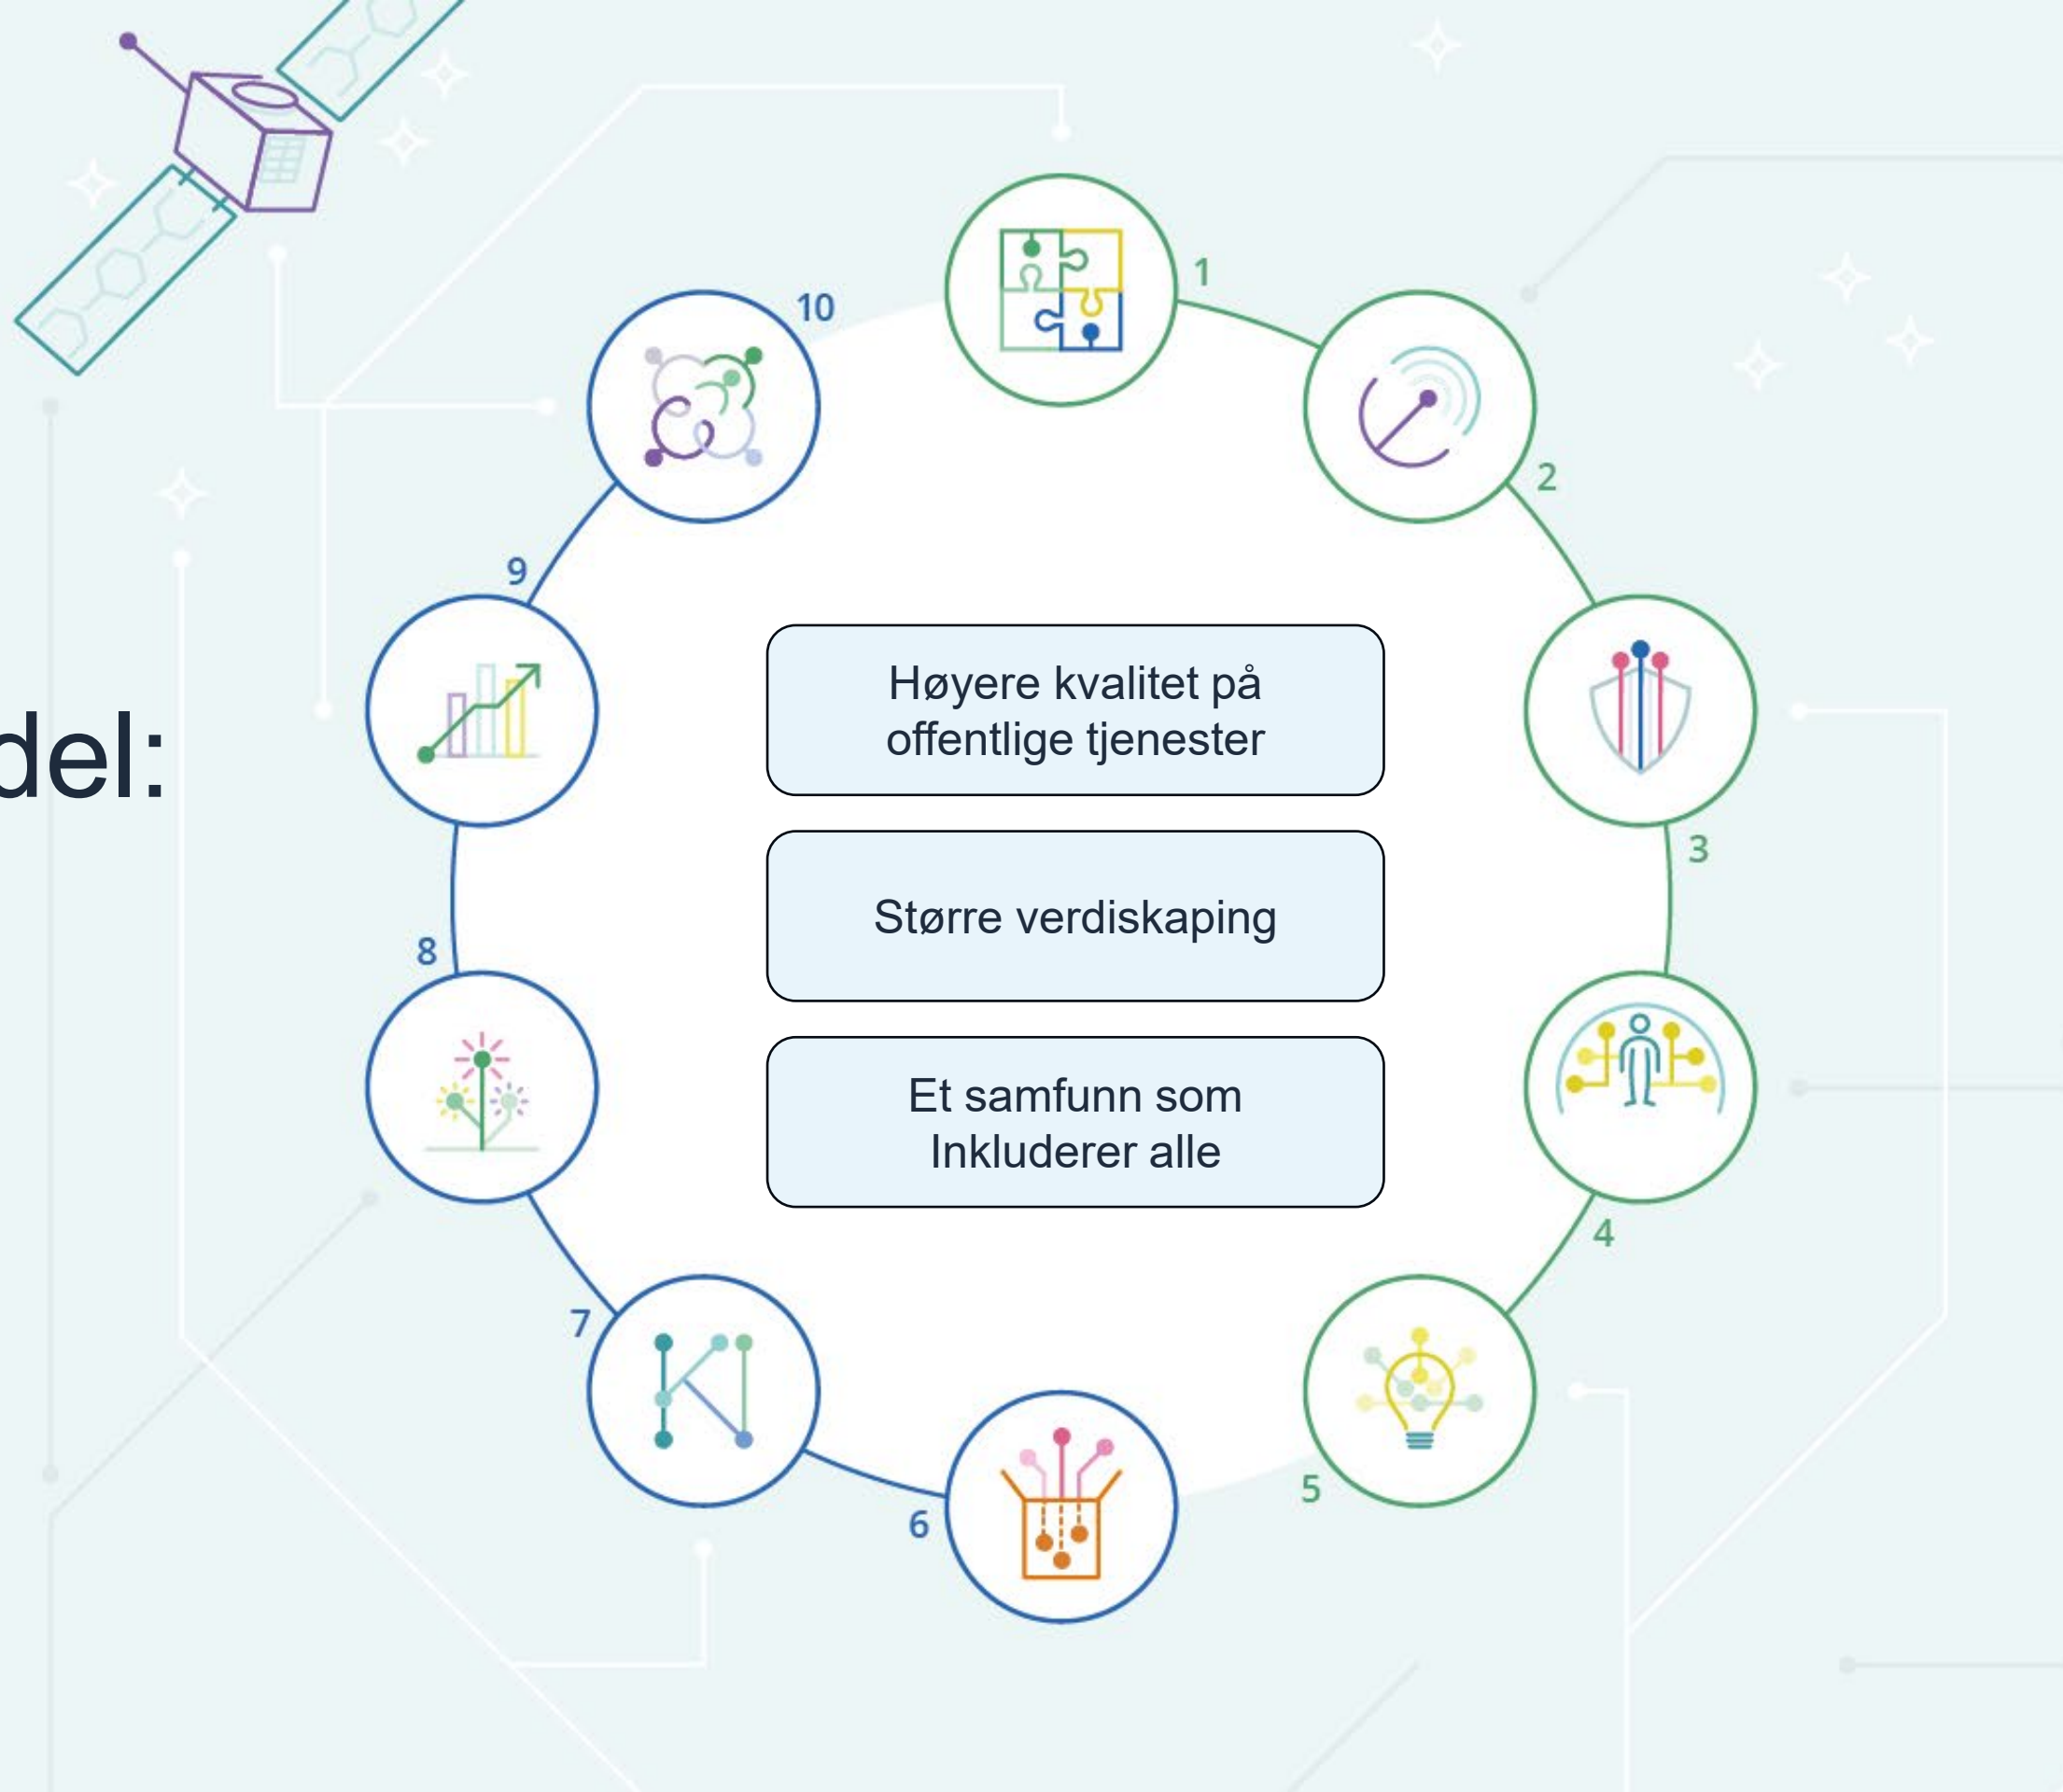 1
10
2
9
Høyere kvalitet på
offentlige tjenester
del:
3
Større verdiskaping
8
Et samfunn som
Inkluderer alle
4
7
5
6